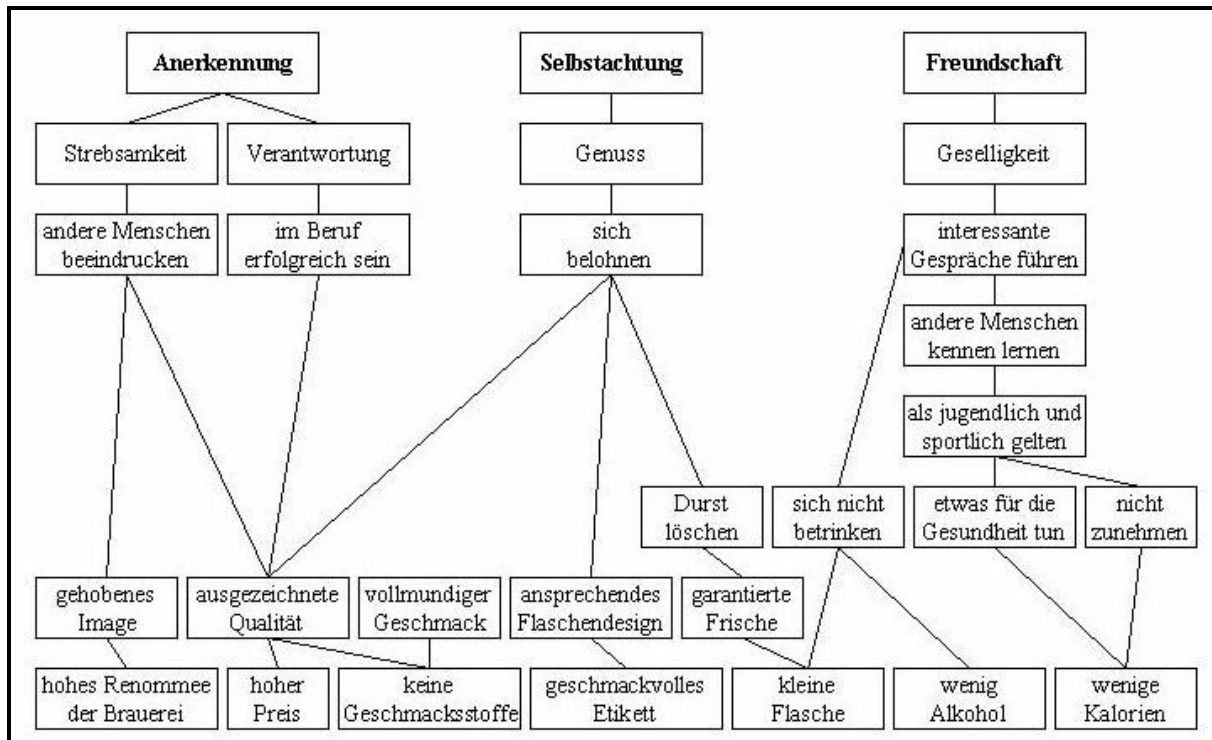 Anerkennung
Selbstachtung
Freundschaft
Strebsamkeit
Verantwortung
Genuss
Geselligkeit
andere Menschen
beeindrucken
im Beruf
erfolgreich sein
sich
belohnen
interessante
Gespräche führen
andere Menschen
kennen lernen
als jugendlich und
sportlich gelten
Durst
löschen
sich nicht
betrinken
etwas für die
Gesundheit tun
nicht
zunehmen
gehobenes
Image
ausgezeichnete
Qualität
vollmundiger
Geschmack
ansprechendes
Flaschendesign
garantierte
Frische
hohes Renommee
der Brauerei
hoher
Preis
keine
Geschmacksstoffe
geschmackvolles
Etikett
kleine
Flasche
wenig
Alkohol
wenige
Kalorien